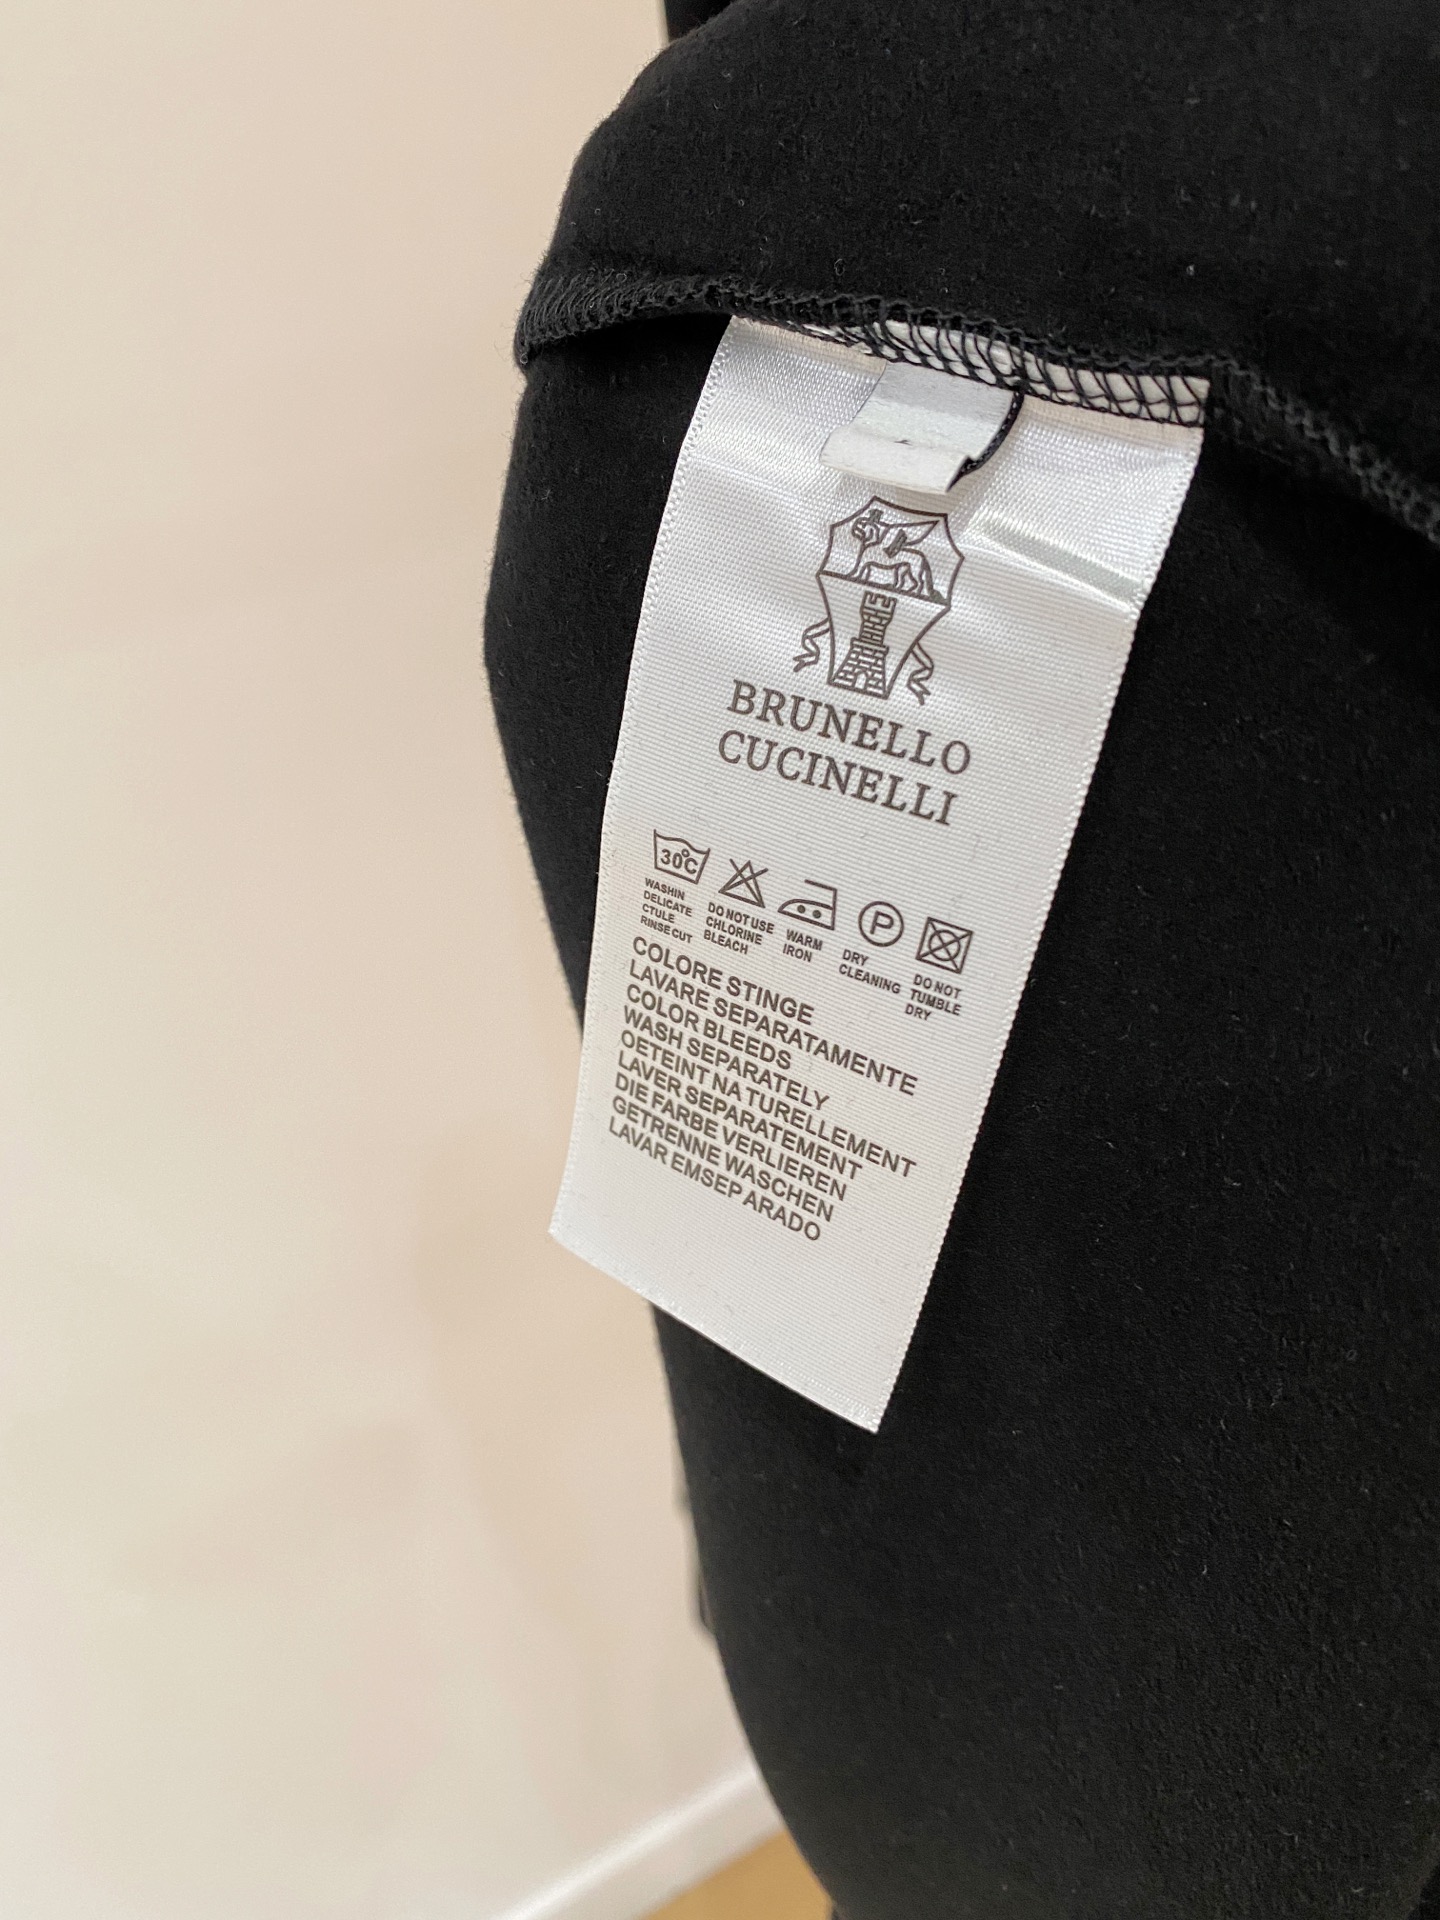 BRUNELLO
CUCINELLI
30°C
P
WASHIN
DELICATE
CTULE
RINSE CUT
DO NOT USE
CHLORINE
BLEACH
WARM
IRON
DRY
CLEANING
DO NOT
TUMBLE
DRY
COLORE STINGE
LAVARE SEPARATAMENTE
COLOR BLEEDS
WASH SEPARATELY
OETEINT NA TURELLEMENT
LAVER SEPARATEMENT
DIE FARBE VERLIEREN
GETRENNE WASCHEN
LAVAR EMSEP ARADO